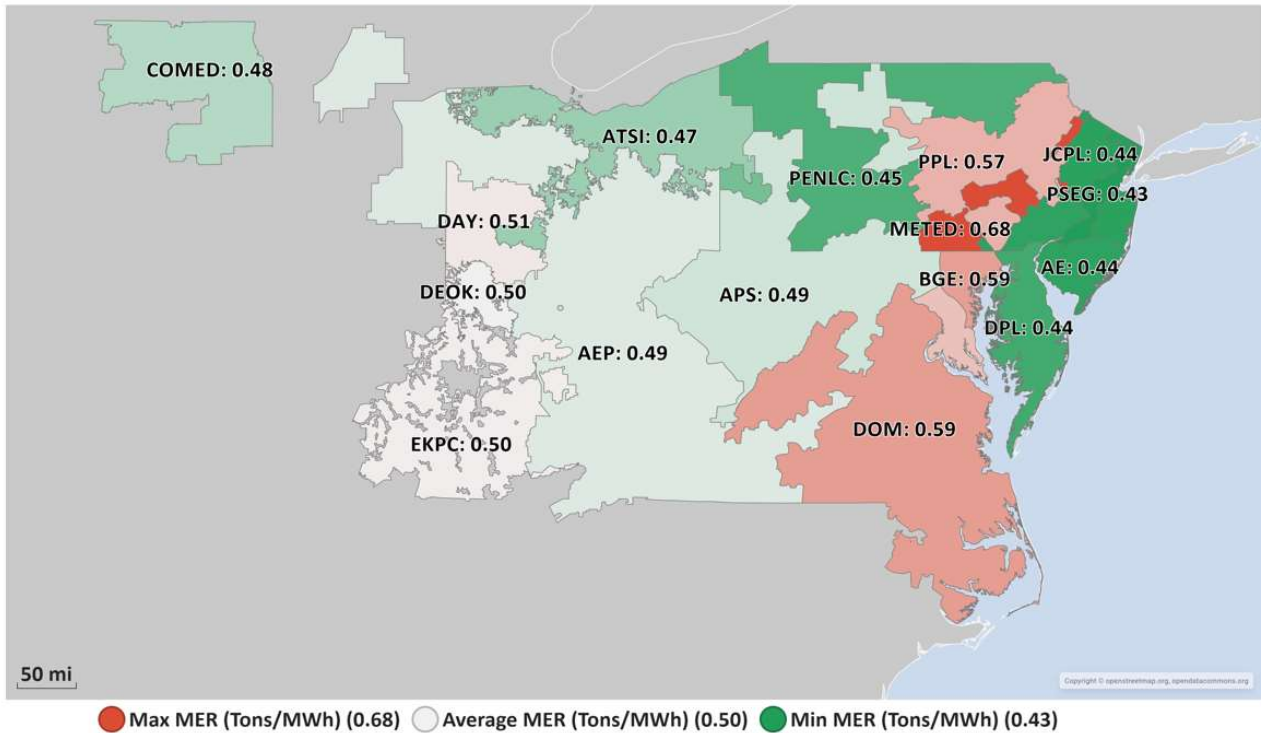 COMED: 0.48
ATSI: 0.47
PENLC: 0.45
PPL: 0.57
JCPL: 0.44
PSEG: 0.43
DAY: 0.51
METED: 0.68
AE: 0.44
DEOK: 0.50
APS: 0.49
BGE: 0.59
DPL: 0.44
AEP: 0.49
EKPC: 0.50
DOM: 0.59
50 mi
Copyright © openstreetmap.org, opendatacommons.org
Max MER (Tons/MWh) (0.68) Average MER (Tons/MWh) (0.50) Min MER (Tons/MWh) (0.43)